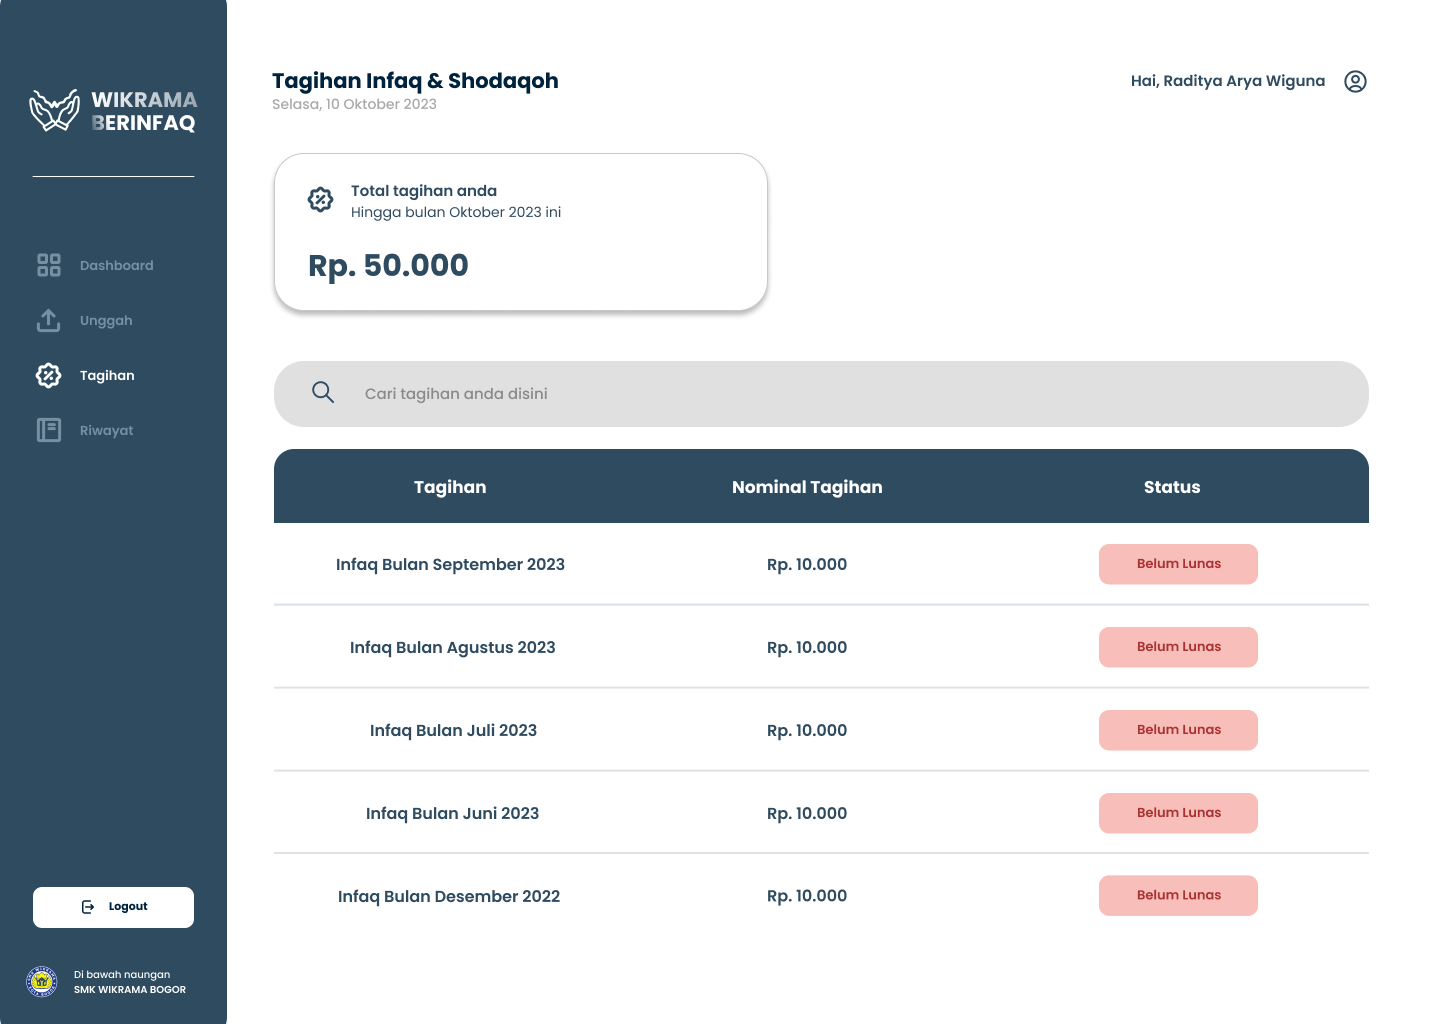 WIKRAMA
BERINFAQ
Dashboard
Unggah
Tagihan
Riwayat
Logout
Di bawah naungan
SMK WIKRAMA BOGOR
Tagihan Infaq & Shodaqoh
Selasa, 10 Oktober 2023
Hai, Raditya Arya Wiguna
Total tagihan anda
Hingga bulan Oktober 2023 ini
Rp. 50.000
Cari tagihan anda disini
Tagihan Nominal Tagihan Status
Infaq Bulan September 2023 Rp. 10.000 Belum Lunas
Infaq Bulan Agustus 2023 Rp. 10.000 Belum Lunas
Infaq Bulan Juli 2023 Rp. 10.000 Belum Lunas
Infaq Bulan Juni 2023 Rp. 10.000 Belum Lunas
Infaq Bulan Desember 2022 Rp. 10.000 Belum Lunas